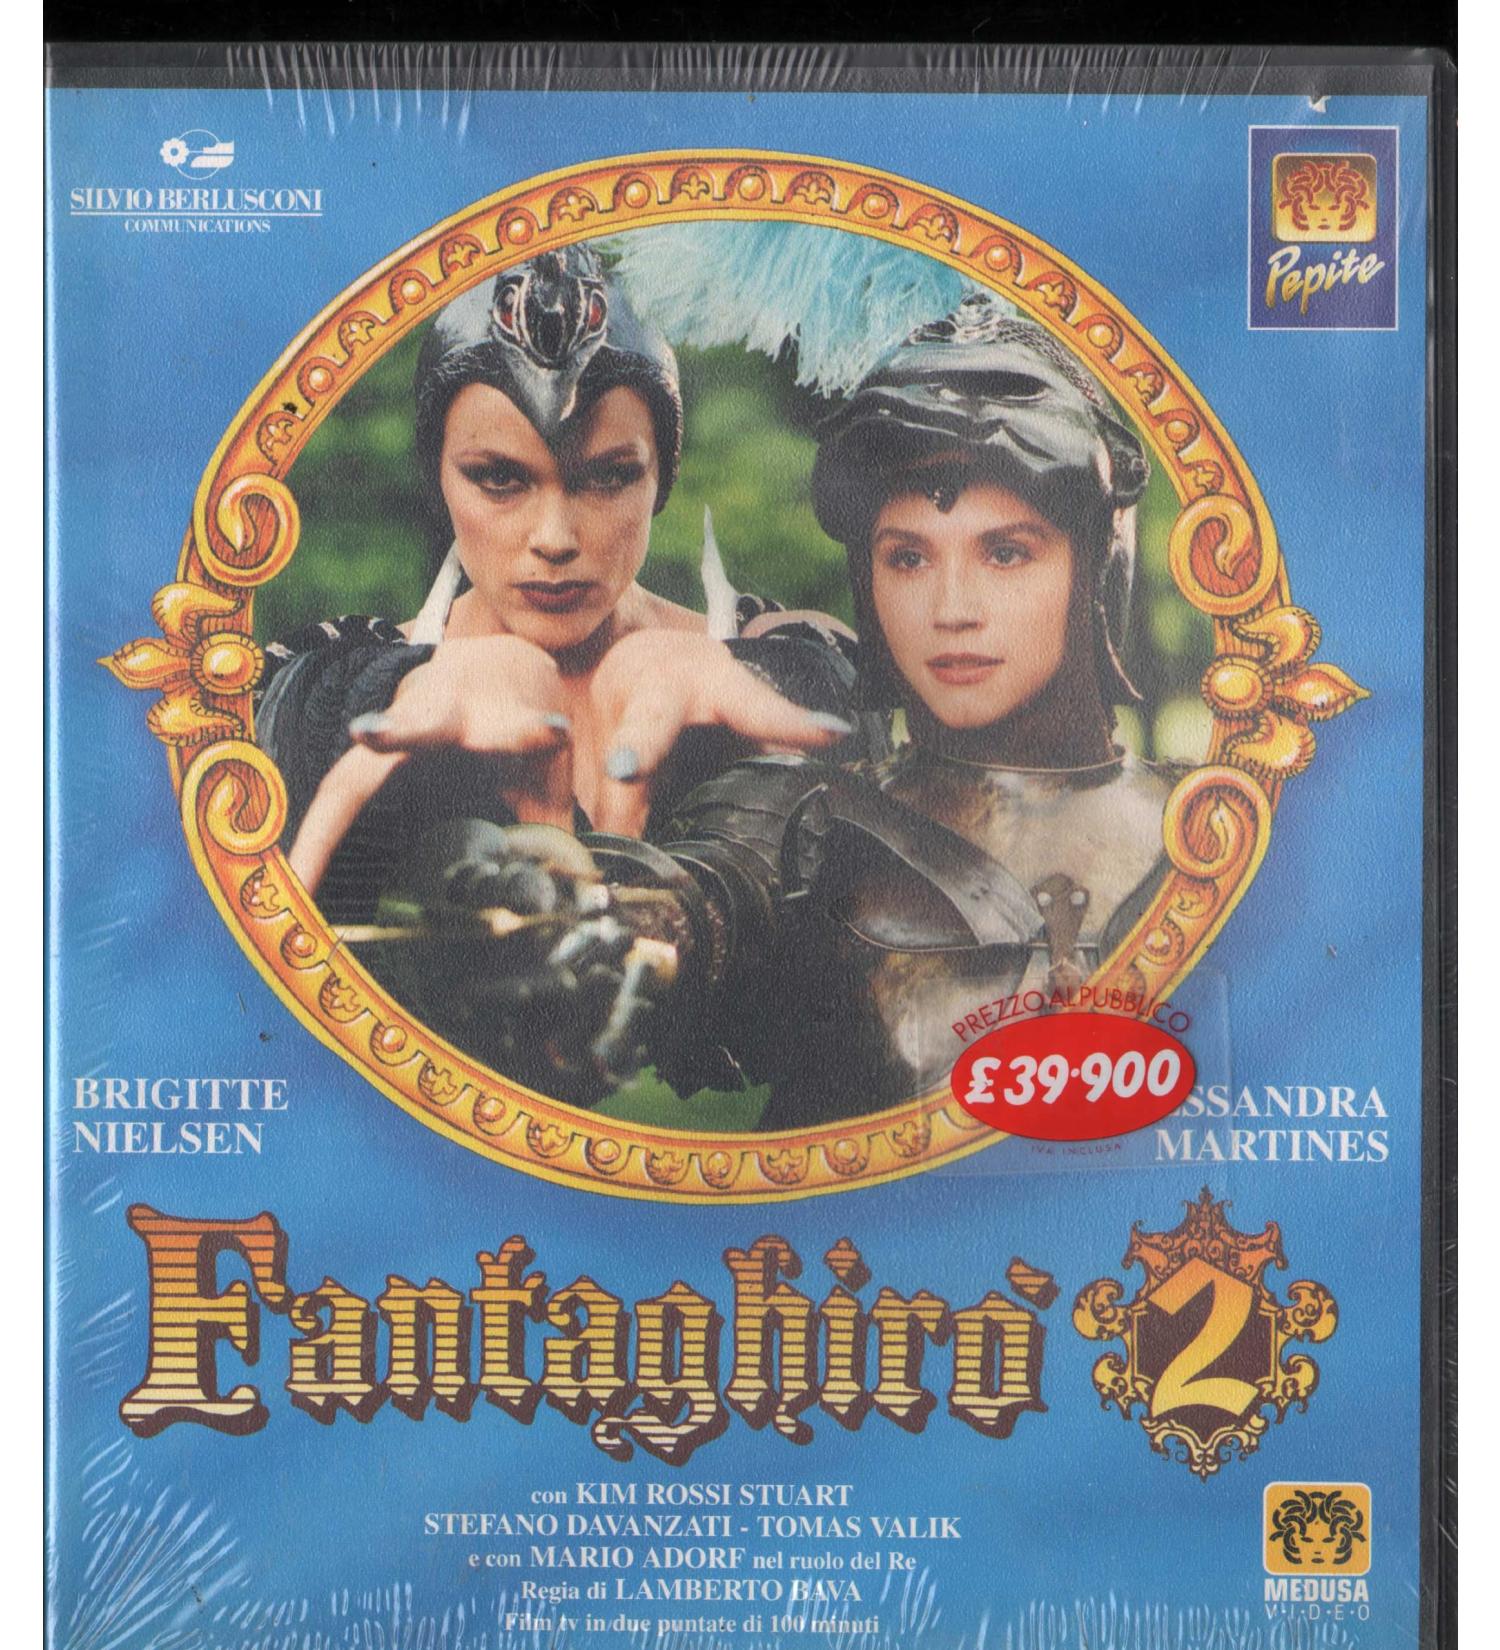 SILVIO BERLUSCONI
COMMUNICATIONS
Pepite
PREZZO AL PUBBLICO
£39.900
IVA INCLUSA
BRIGITTE
NIELSEN
SSANDRA
MARTINES
Fantaghirò 2
con KIM ROSSI STUART
STEFANO DAVANZATI - TOMAS VALIK
e con MARIO ADORF nel ruolo del Re
Regia di LAMBERTO BAVA
Film tv in due puntate di 100 minuti
MEDUSA
V·I·D·E·O